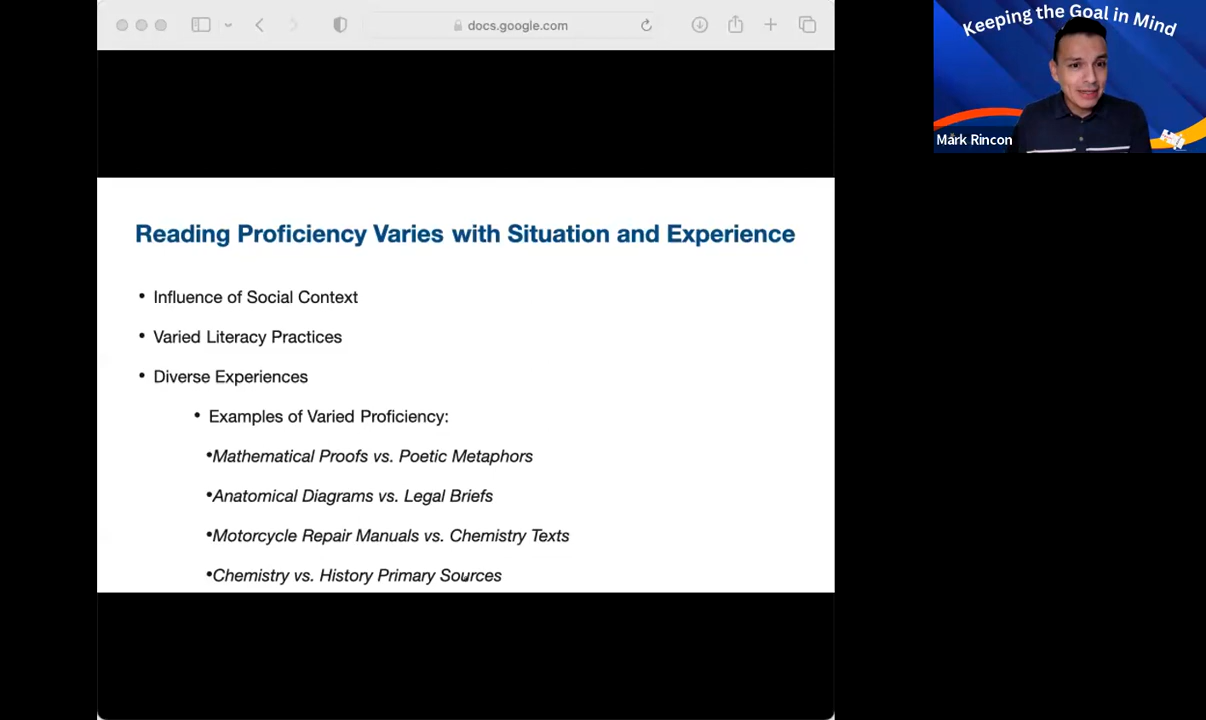 docs.google.com
Keeping the Goal in Mind
Mark Rincon
Reading Proficiency Varies with Situation and Experience
• Influence of Social Context
• Varied Literacy Practices
• Diverse Experiences
• Examples of Varied Proficiency:
•Mathematical Proofs vs. Poetic Metaphors
•Anatomical Diagrams vs. Legal Briefs
•Motorcycle Repair Manuals vs. Chemistry Texts
•Chemistry vs. History Primary Sources